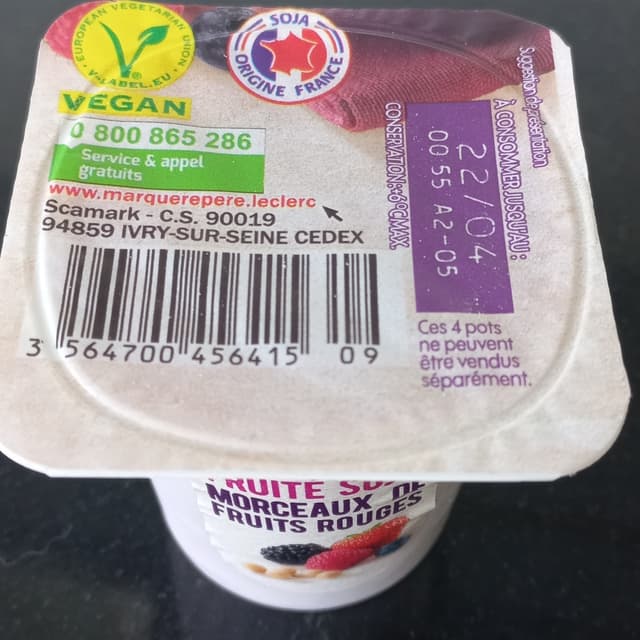 EUROPEAN VEGETARIAN UNION
V-LABEL.EU
VEGAN
SOJA
ORIGINE FRANCE
0 800 865 286
Service & appel
gratuits
www.marquerepere.leclerc
Scamark - C.S. 90019
94859 IVRY-SUR-SEINE CEDEX
3 564700 456415 09
Suggestion de présentation
À CONSOMMER JUSQU'AU :
22/04
00:55 A2-05
CONSERVATION : +6°C MAX.
Ces 4 pots
ne peuvent
être vendus
séparément.
FRUITÉ
MORCEAUX DE
FRUITS ROUGES